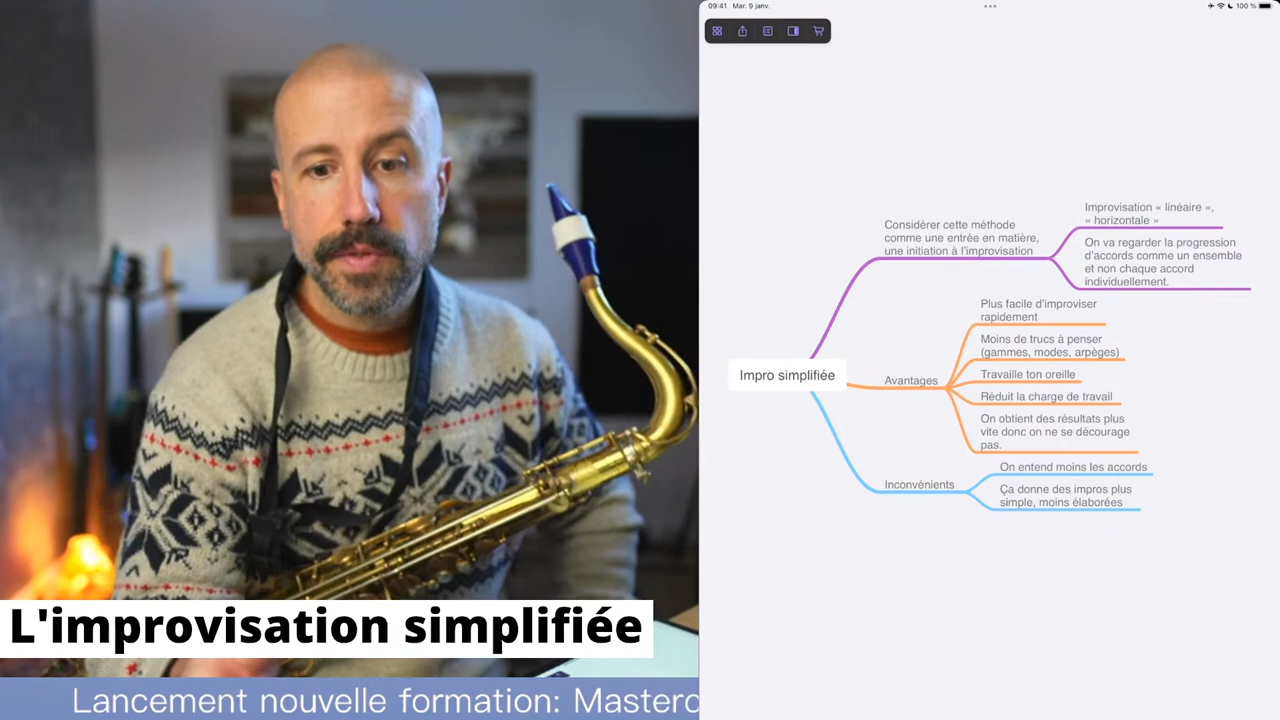 09:41 Mar. 9 janv.
100 %
Improvisation « linéaire »,
« horizontale »
Considérer cette méthode
comme une entrée en matière,
une initiation à l'improvisation
On va regarder la progression
d'accords comme un ensemble
et non chaque accord
individuellement.
Plus facile d'improviser
rapidement
Moins de trucs à penser
(gammes, modes, arpèges)
Impro simplifiée
Avantages
Travaille ton oreille
Réduit la charge de travail
On obtient des résultats plus
vite donc on ne se décourage
pas.
On entend moins les accords
Inconvénients
Ça donne des impros plus
simple, moins élaborées
L'improvisation simplifiée
Lancement nouvelle formation: Masterc